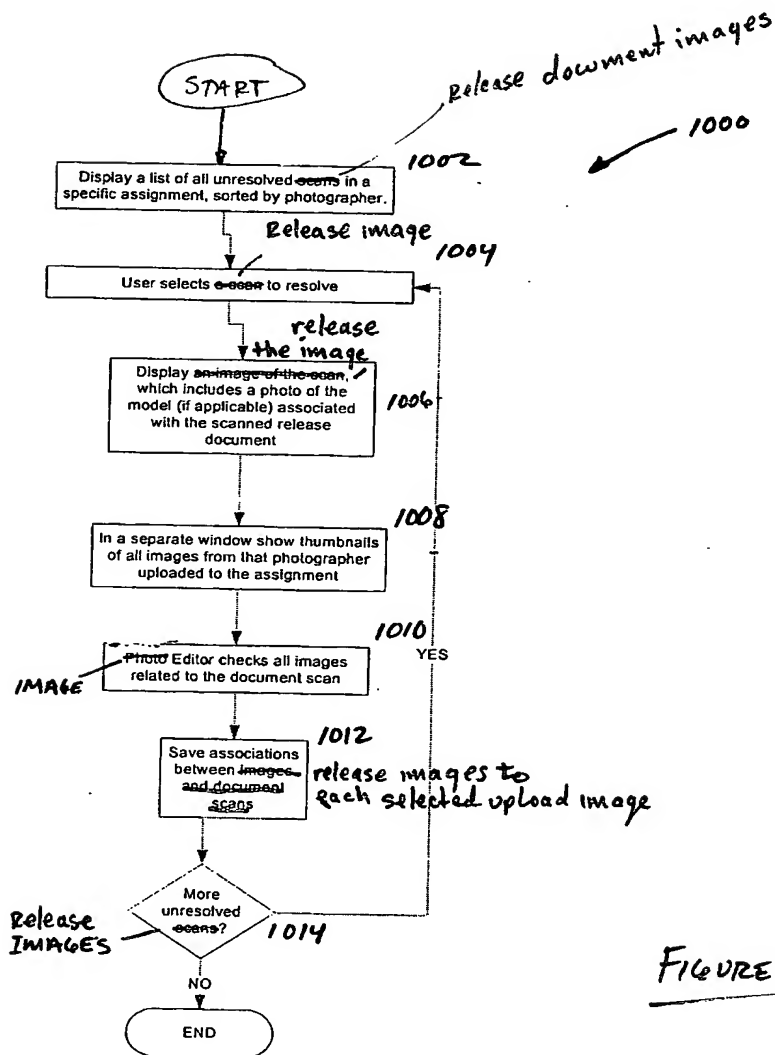 START
Release document images
1000
1002
Display a list of all unresolved scans in a
specific assignment, sorted by photographer.
Release image
1004
User selects a scan to resolve
release
the image
Display an image of the scan,
which includes a photo of the
model (if applicable) associated
with the scanned release
document
1006
1008
In a separate window show thumbnails
of all images from that photographer
uploaded to the assignment
1010
YES
Photo Editor checks all images
related to the document scan
IMAGE
1012
Save associations
between images
and document
scans
release images to
each selected upload image
More
unresolved
scans?
Release
IMAGES
1014
NO
END
FIGURE